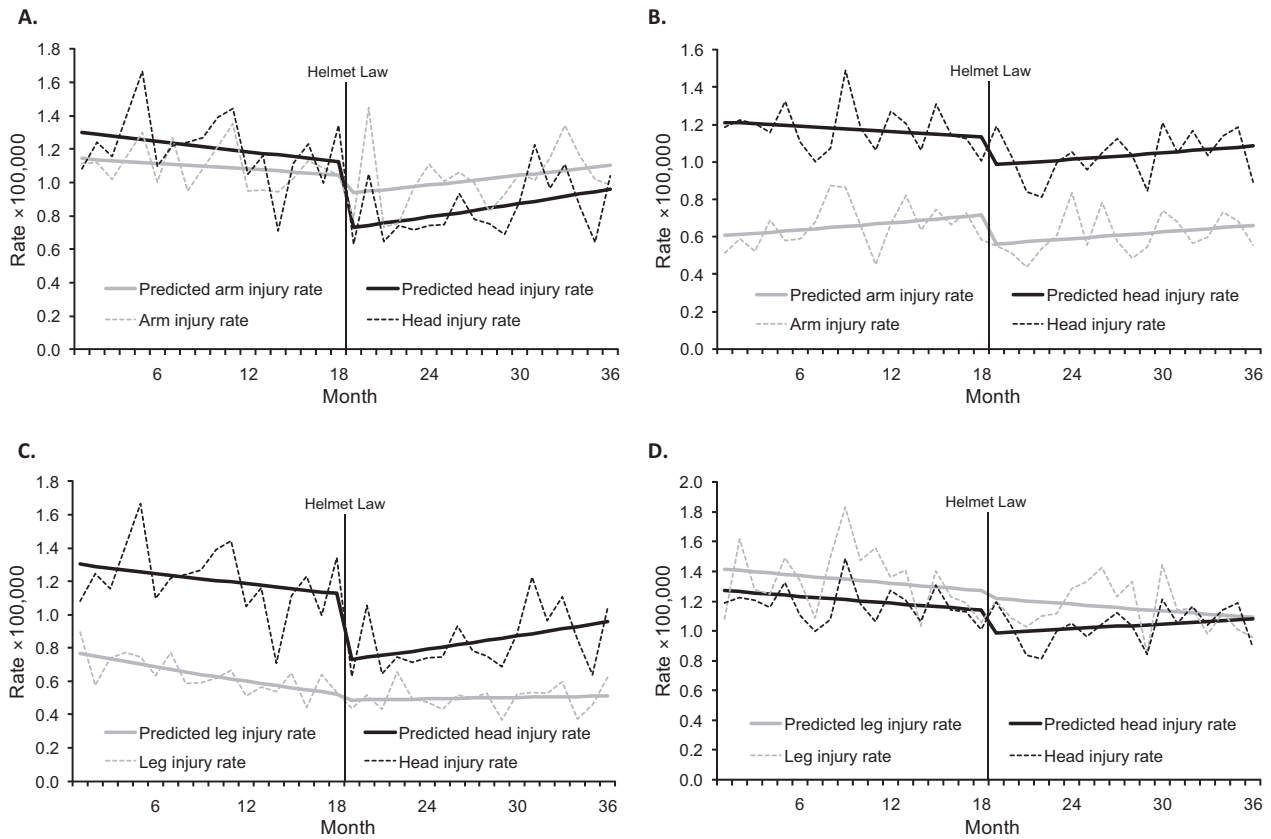 A.
1.8
1.6
1.4
1.2
1.0
0.8
0.6
0.4
0.2
0.0
Rate ×100,000
Helmet Law
Predicted arm injury rate
Predicted head injury rate
Arm injury rate
Head injury rate
6 12 18 24 30 36
Month
B.
1.6
1.4
1.2
1.0
0.8
0.6
0.4
0.2
0.0
Rate ×100,000
Helmet Law
Predicted arm injury rate
Predicted head injury rate
Arm injury rate
Head injury rate
6 12 18 24 30 36
Month
C.
1.8
1.6
1.4
1.2
1.0
0.8
0.6
0.4
0.2
0.0
Rate ×100,000
Helmet Law
Predicted leg injury rate
Predicted head injury rate
Leg injury rate
Head injury rate
6 12 18 24 30 36
Month
D.
2.0
1.8
1.6
1.4
1.2
1.0
0.8
0.6
0.4
0.2
0.0
Rate ×100,000
Helmet Law
Predicted leg injury rate
Predicted head injury rate
Leg injury rate
Head injury rate
6 12 18 24 30 36
Month